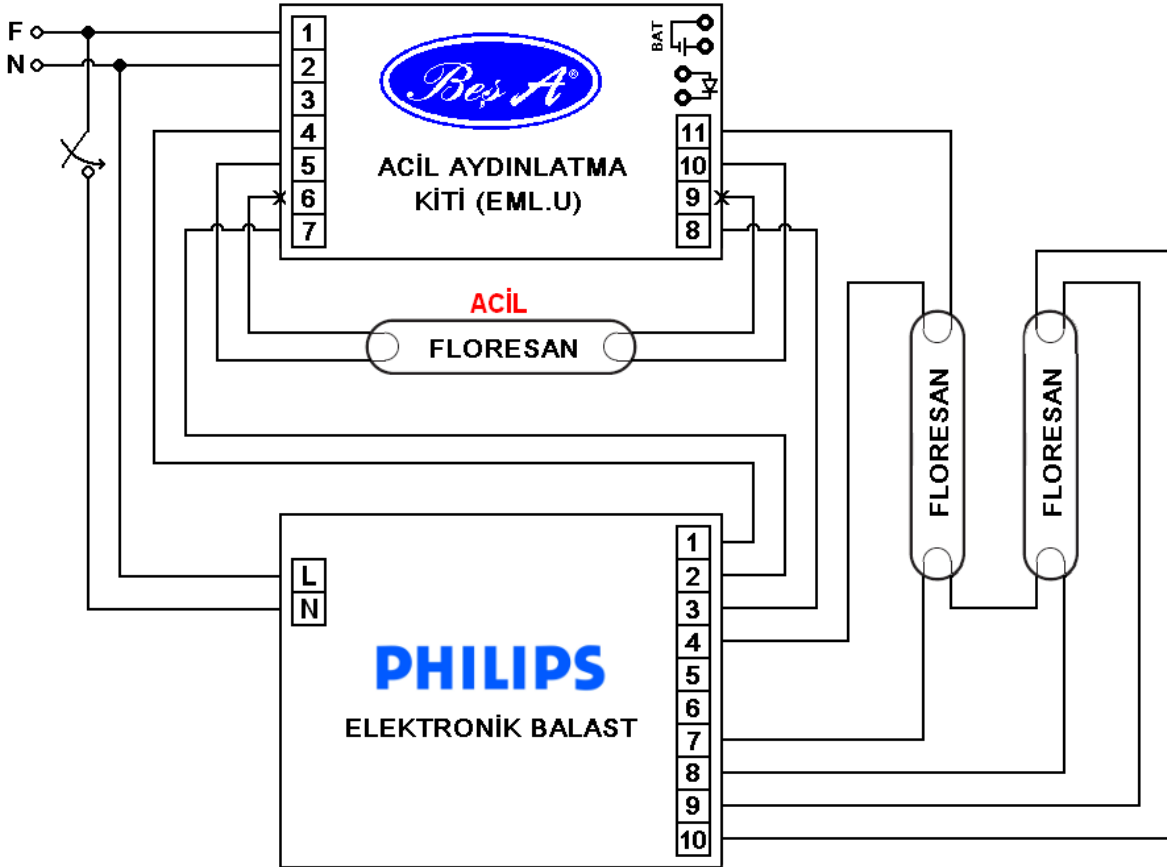 F
N
1
2
3
4
5
6
7
Beş A®
ACİL AYDINLATMA
KİTİ (EML.U)
BAT
11
10
9
8
ACİL
FLORESAN
FLORESAN
FLORESAN
L
N
PHILIPS
ELEKTRONİK BALAST
1
2
3
4
5
6
7
8
9
10